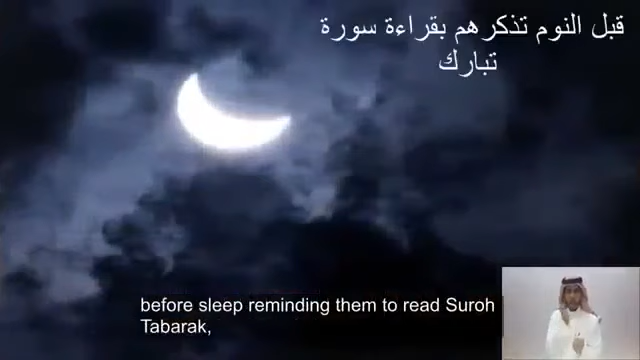 قبل النوم تذكرهم بقراءة سورة
تبارك
before sleep reminding them to read Suroh
Tabarak,